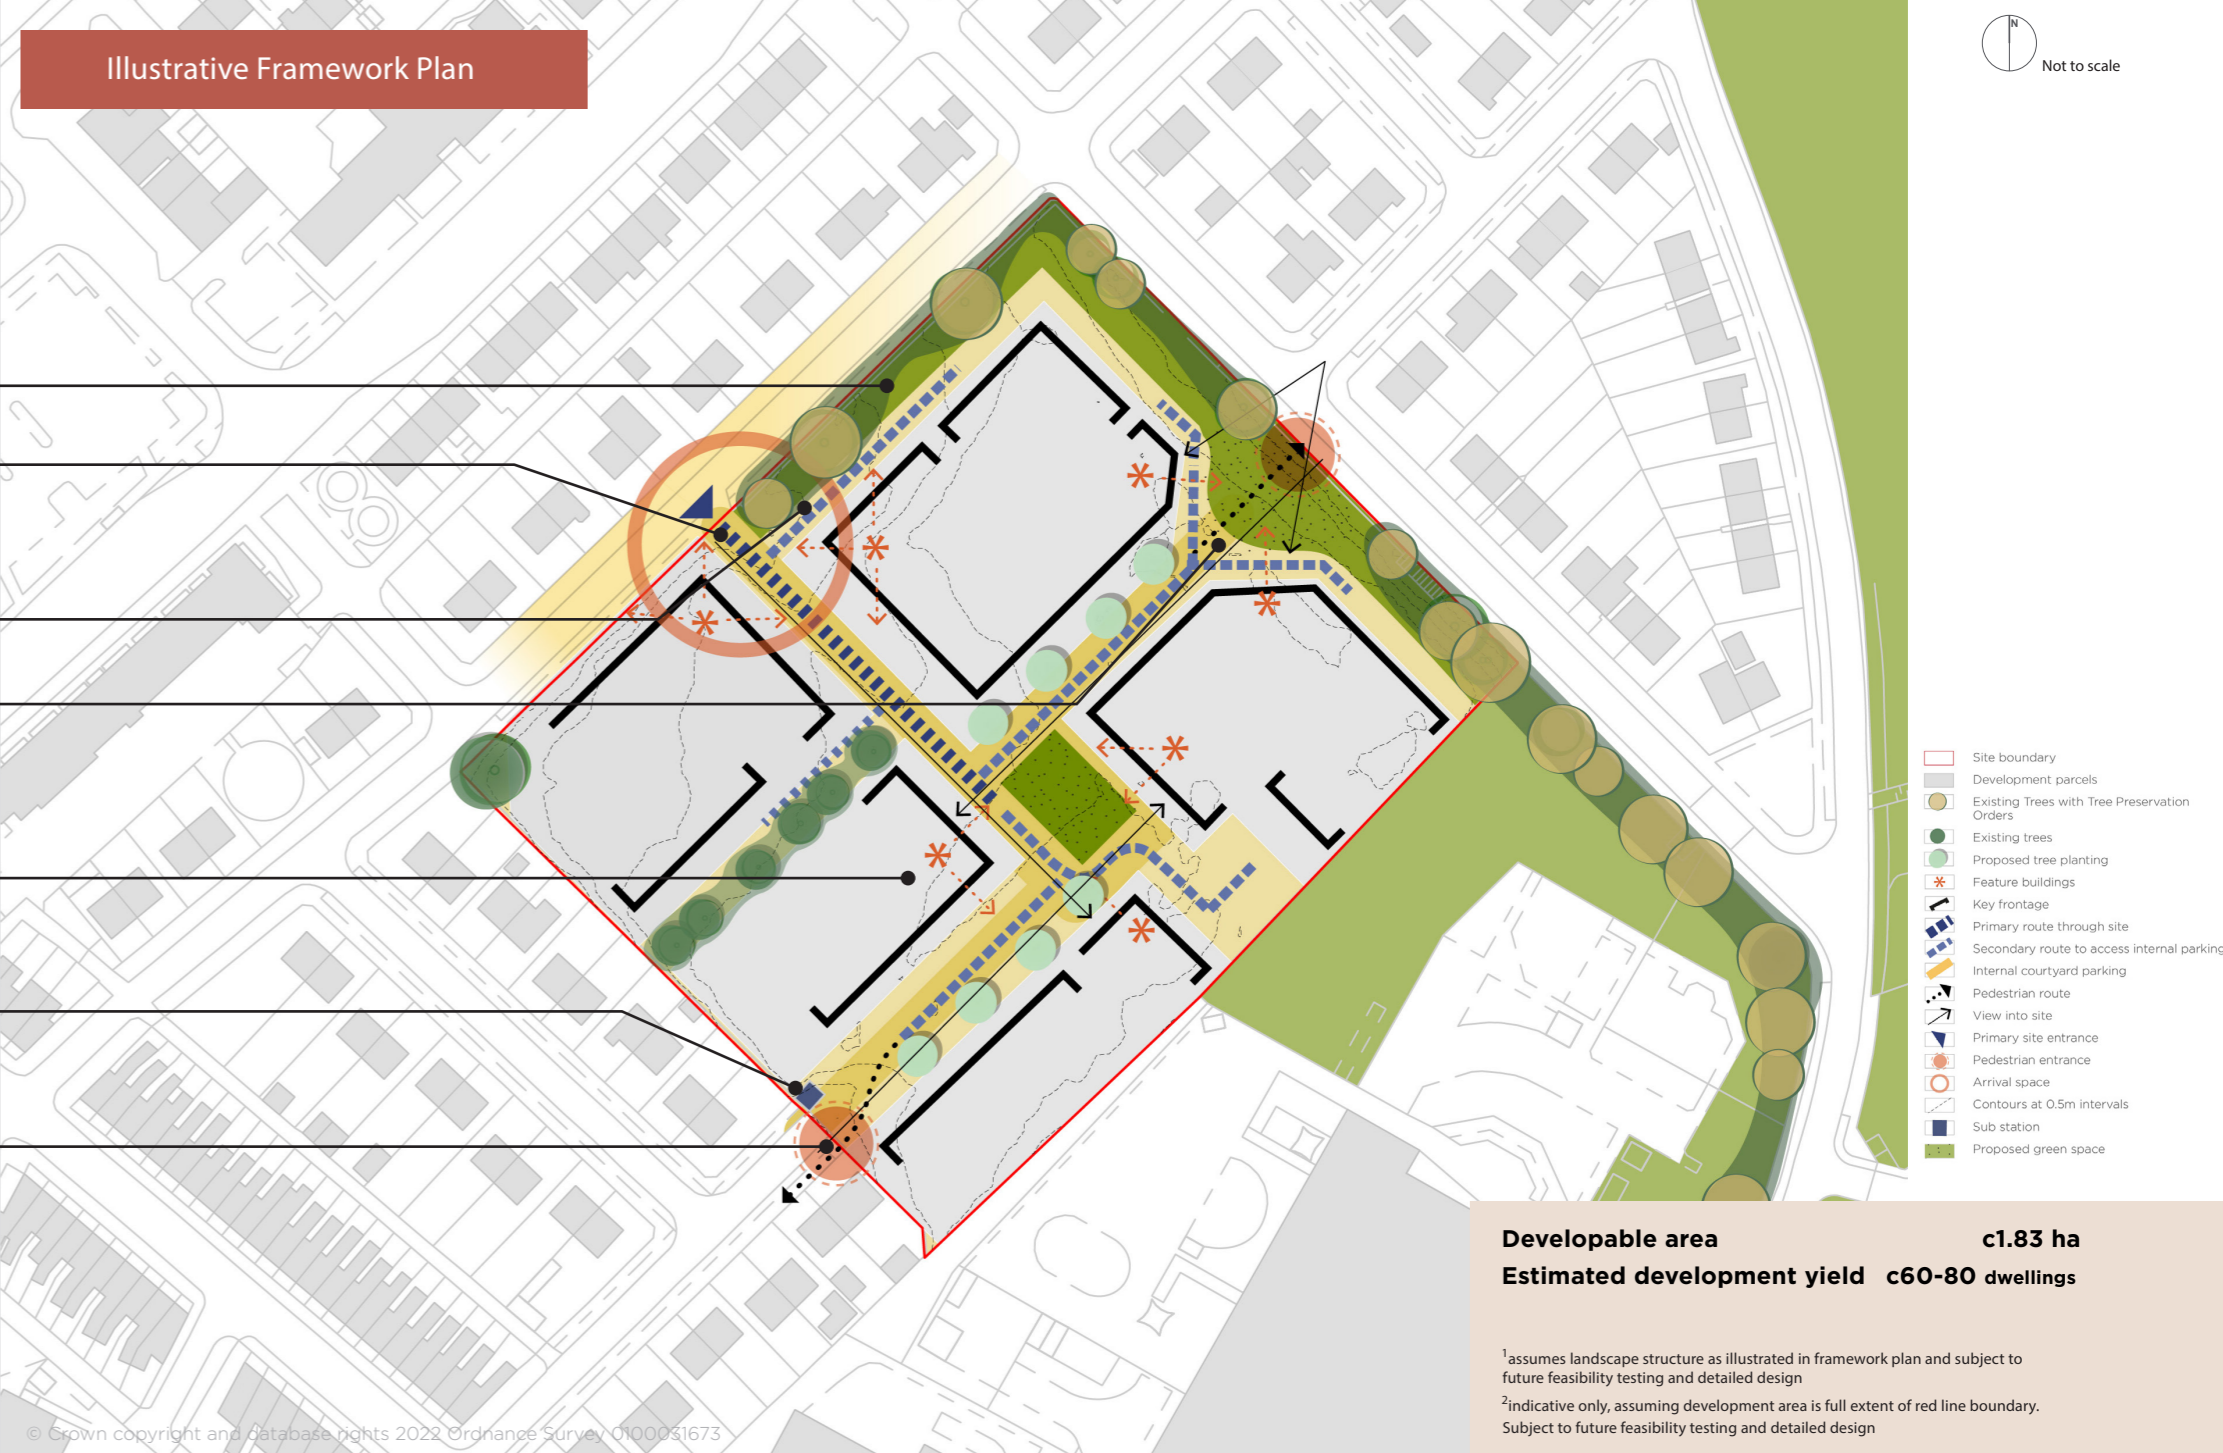 Illustrative Framework Plan
N
Not to scale
Site boundary
Development parcels
Existing Trees with Tree Preservation
Orders
Existing trees
Proposed tree planting
Feature buildings
Key frontage
Primary route through site
Secondary route to access internal parking
Internal courtyard parking
Pedestrian route
View into site
Primary site entrance
Pedestrian entrance
Arrival space
Contours at 0.5m intervals
Sub station
Proposed green space
Developable area c1.83 ha
Estimated development yield c60-80 dwellings
1assumes landscape structure as illustrated in framework plan and subject to
future feasibility testing and detailed design
2indicative only, assuming development area is full extent of red line boundary.
Subject to future feasibility testing and detailed design
© Crown copyright and database rights 2022 Ordnance Survey 0100031673